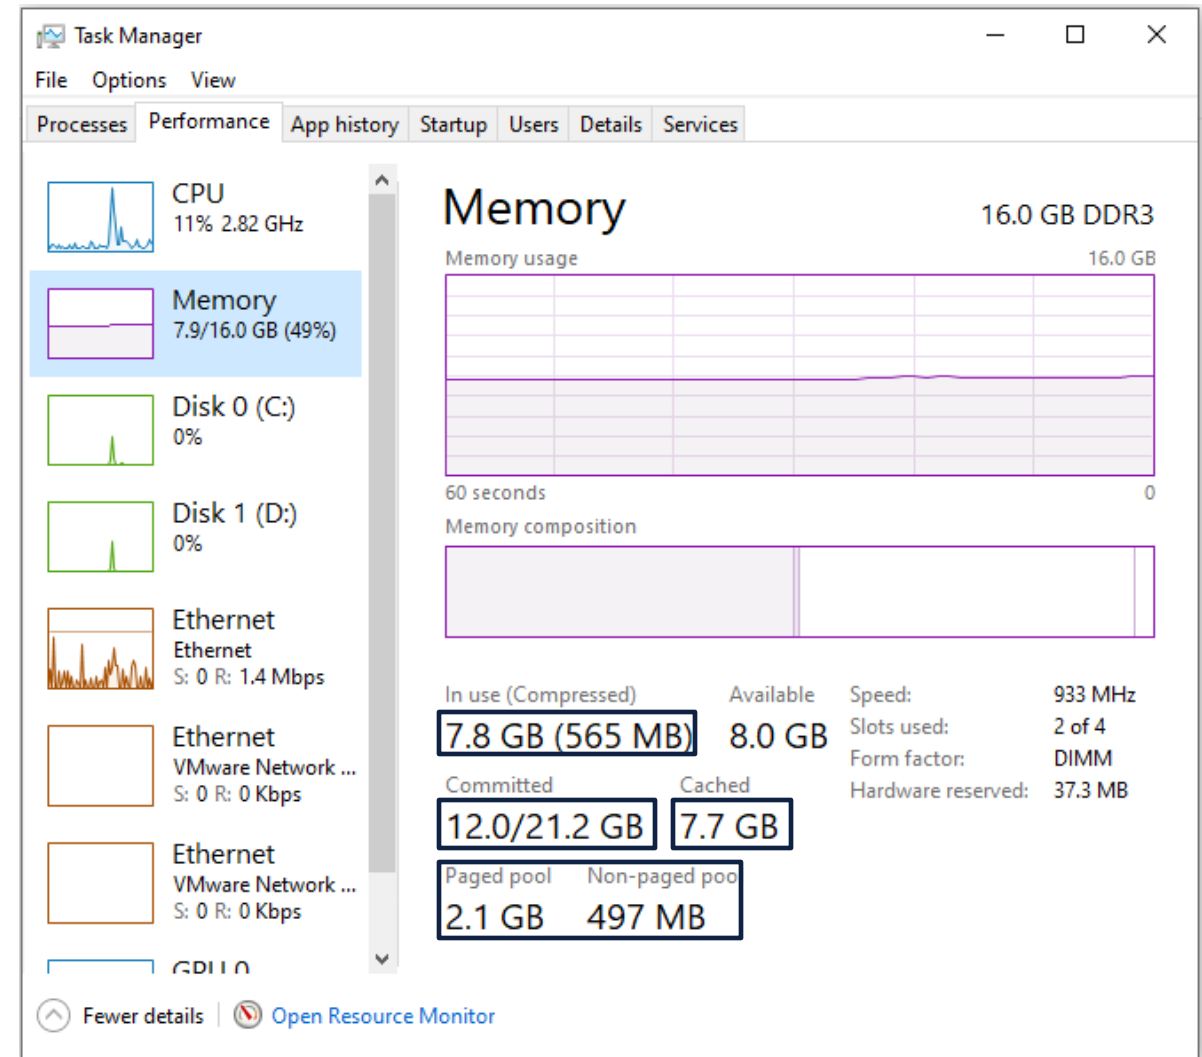 Task Manager
File Options View
Processes Performance App history Startup Users Details Services
CPU
11% 2.82 GHz
Memory
7.9/16.0 GB (49%)
Disk 0 (C:)
0%
Disk 1 (D:)
0%
Ethernet
Ethernet
S: 0 R: 1.4 Mbps
Ethernet
VMware Network ...
S: 0 R: 0 Kbps
Ethernet
VMware Network ...
S: 0 R: 0 Kbps
GPU 0
Memory 16.0 GB DDR3
Memory usage 16.0 GB
60 seconds 0
Memory composition
In use (Compressed) Available
7.8 GB (565 MB) 8.0 GB
Committed Cached
12.0/21.2 GB 7.7 GB
Paged pool Non-paged poo
2.1 GB 497 MB
Speed: 933 MHz
Slots used: 2 of 4
Form factor: DIMM
Hardware reserved: 37.3 MB
Fewer details Open Resource Monitor